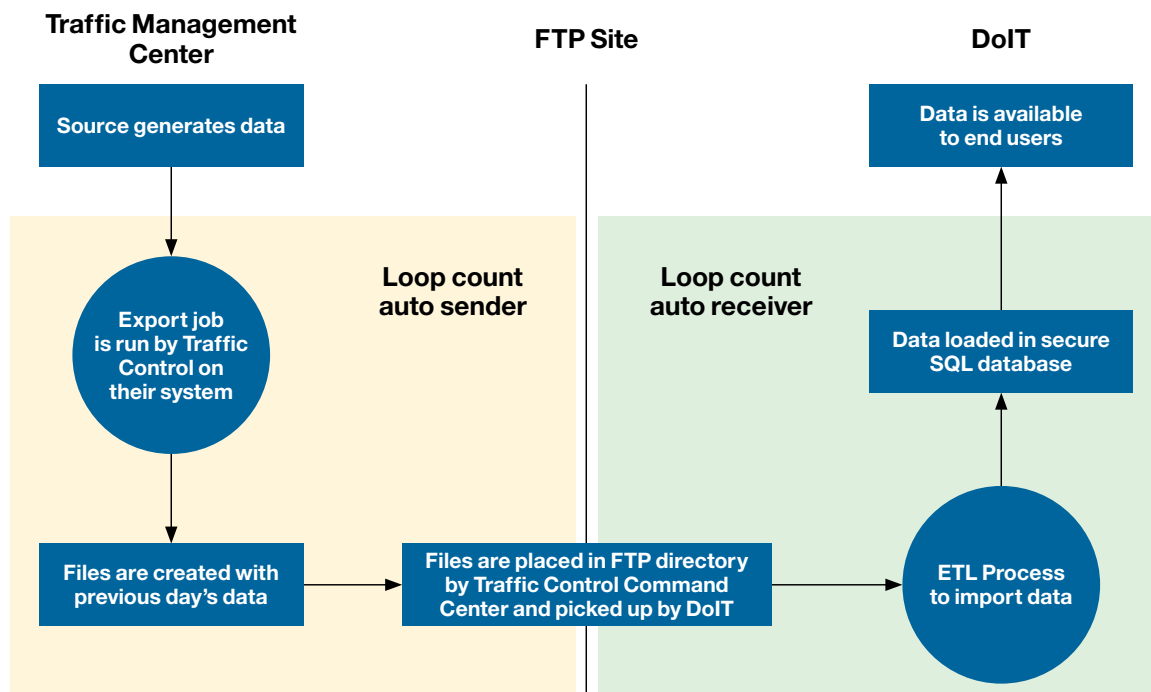 Traffic Management
Center
FTP Site
DoIT
Source generates data
Data is available
to end users
Loop count
auto sender
Loop count
auto receiver
Export job
is run by Traffic
Control on
their system
Data loaded in secure
SQL database
Files are created with
previous day’s data
Files are placed in FTP directory
by Traffic Control Command
Center and picked up by DoIT
ETL Process
to import data